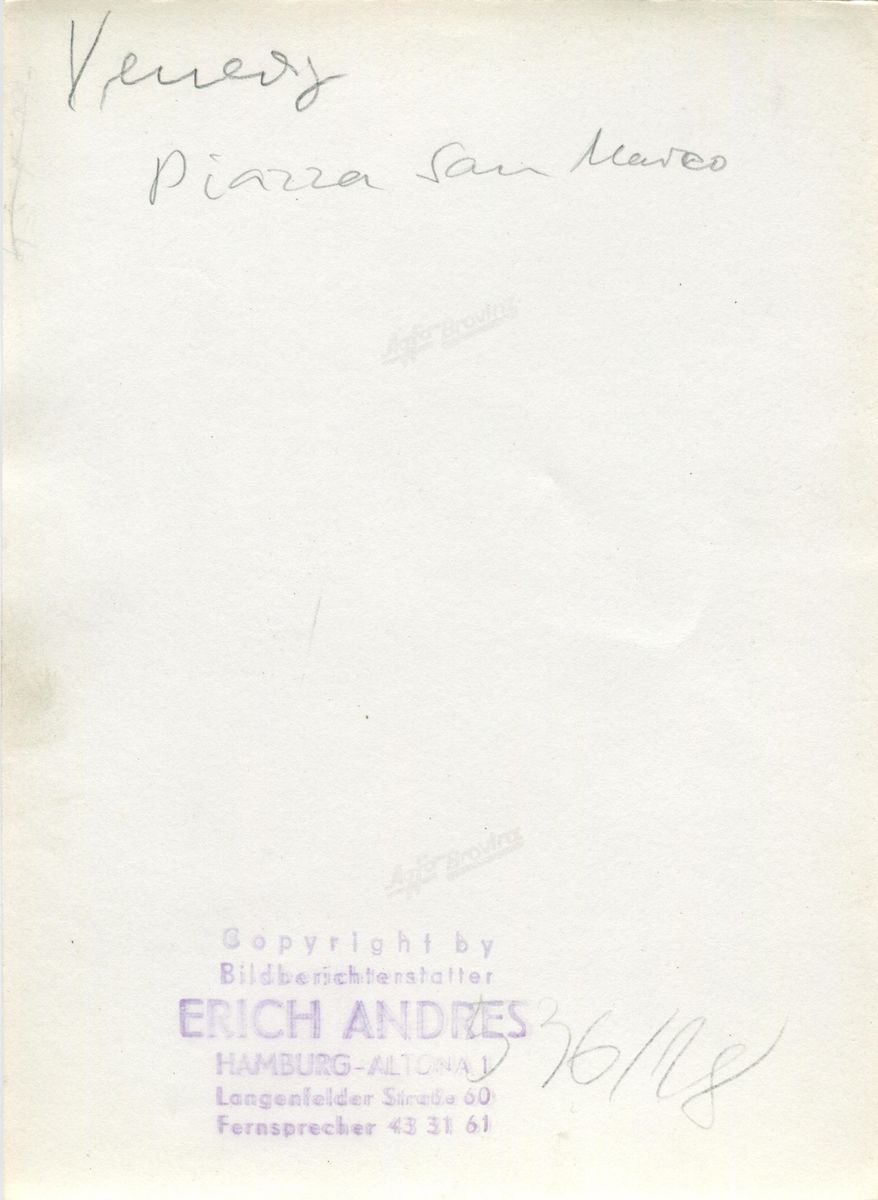 Venedig
Piazza San Marco
Agfa Brovira
Agfa Brovira
Copyright by
Bildberichterstatter
ERICH ANDRES
HAMBURG-ALTONA 1
Langenfelder Straße 60
Fernsprecher 43 31 61